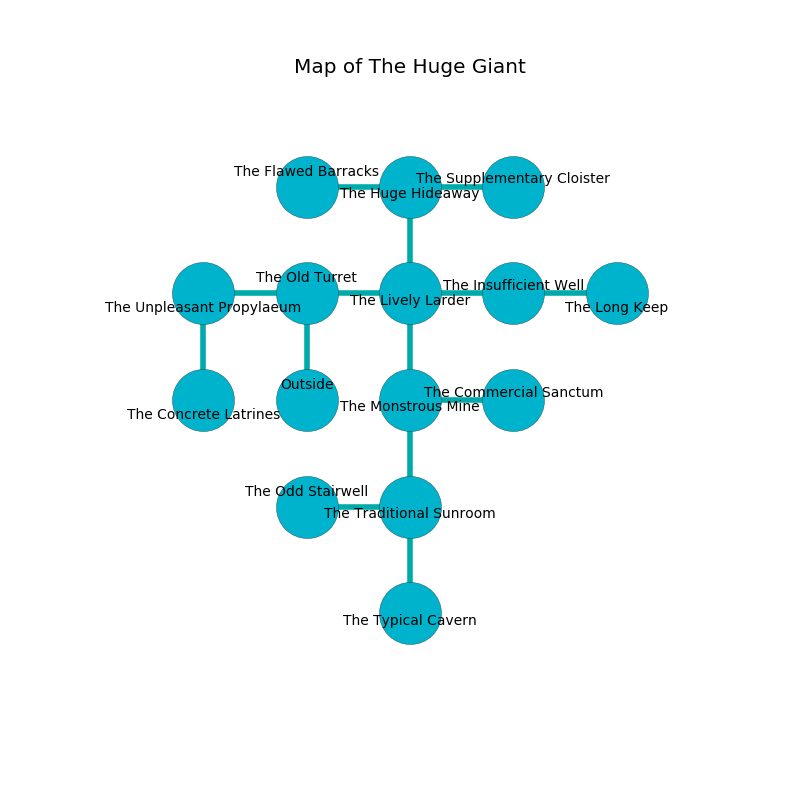 Map of The Huge Giant
The Flawed Barracks
The Supplementary Cloister
The Huge Hideaway
The Old Turret
The Insufficient Well
The Lively Larder
The Unpleasant Propylaeum
The Long Keep
Outside
The Commercial Sanctum
The Monstrous Mine
The Concrete Latrines
The Odd Stairwell
The Traditional Sunroom
The Typical Cavern